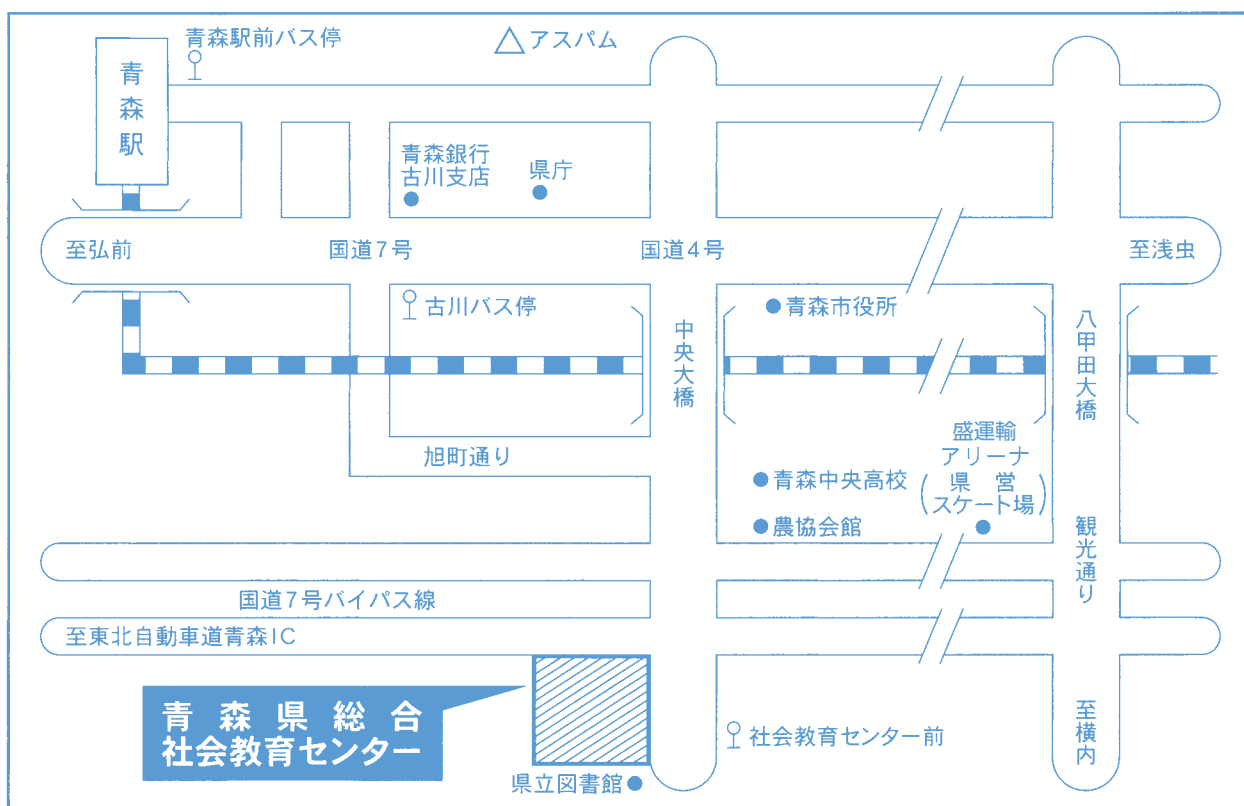 青森駅前バス停
アスパム
青森駅
青森銀行
古川支店
県庁
至弘前
国道7号
国道4号
至浅虫
古川バス停
青森市役所
中央大橋
八甲田大橋
旭町通り
盛運輸
アリーナ
(県営
スケート場)
青森中央高校
農協会館
観光通り
国道7号バイパス線
至東北自動車道青森IC
青森県総合
社会教育センター
社会教育センター前
至横内
県立図書館